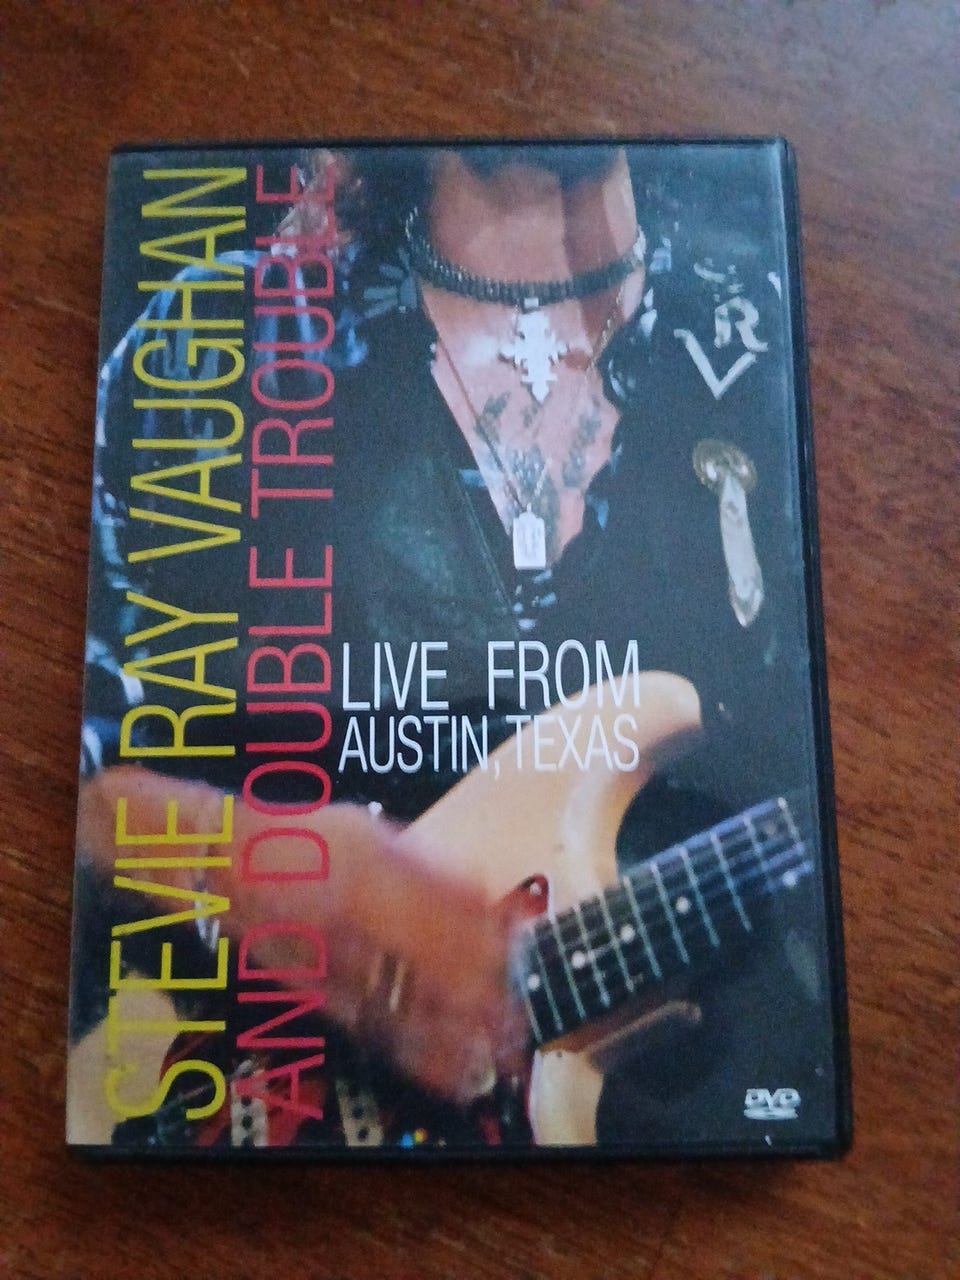 STEVIE RAY VAUGHAN
AND DOUBLE TROUBLE
LIVE FROM
AUSTIN, TEXAS
DVD